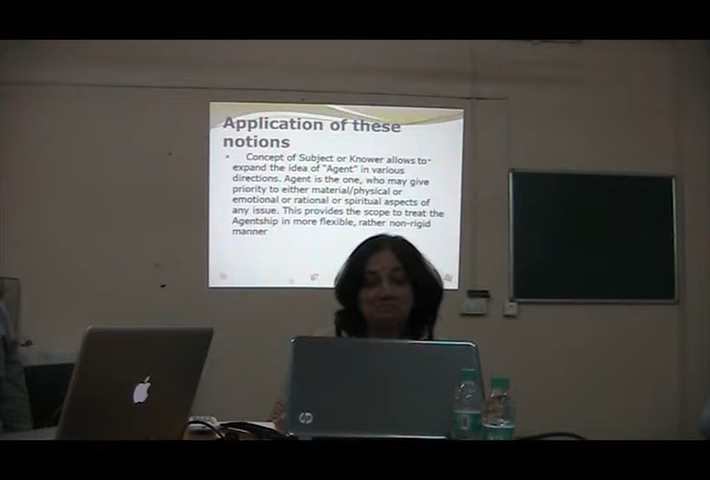 Application of these
notions
Concept of Subject or Knower allows to
expand the idea of "Agent" in various
directions. Agent is the one, who may give
priority to either material/physical or
emotional or rational or spiritual aspects of
any issue. This provides the scope to treat the
Agentship in more flexible, rather non-rigid
manner
hp